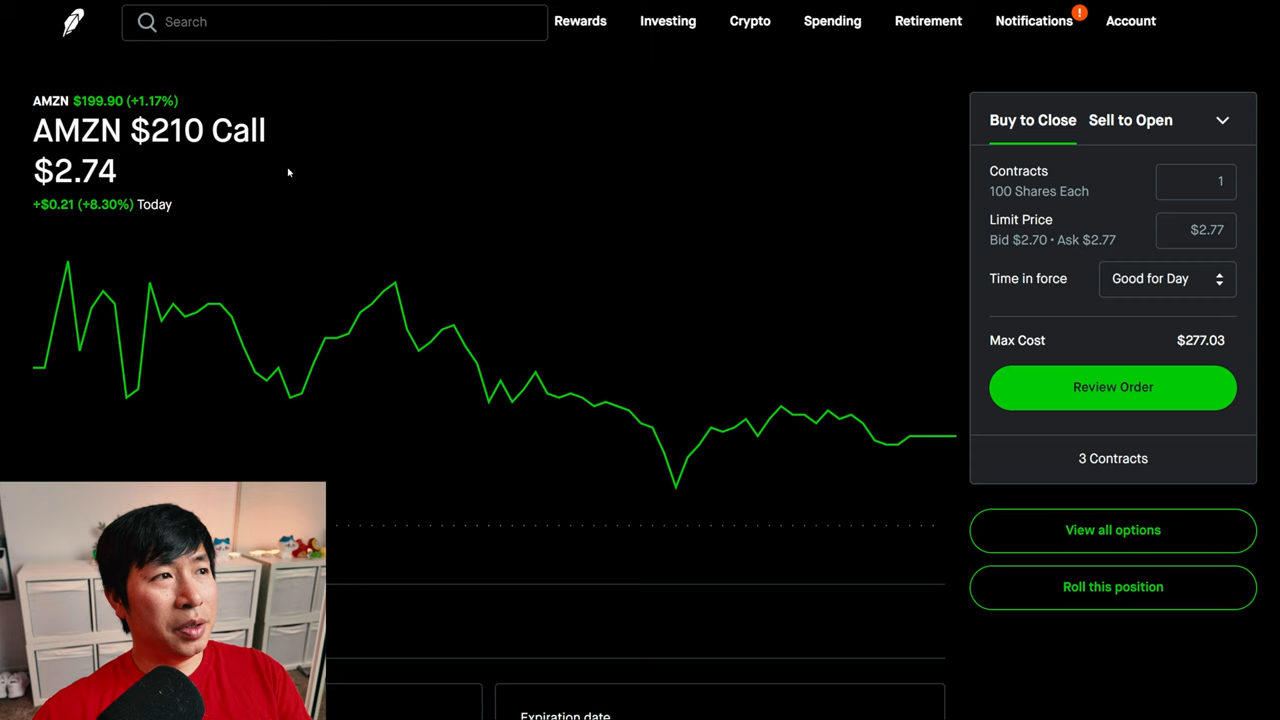 Search
Rewards
Investing
Crypto
Spending
Retirement
Notifications
!
Account
AMZN $199.90 (+1.17%)
AMZN $210 Call
$2.74
+$0.21 (+8.30%) Today
Buy to Close
Sell to Open
Contracts
100 Shares Each
1
Limit Price
Bid $2.70 • Ask $2.77
$2.77
Time in force
Good for Day
Max Cost
$277.03
Review Order
3 Contracts
View all options
Roll this position
Expiration date